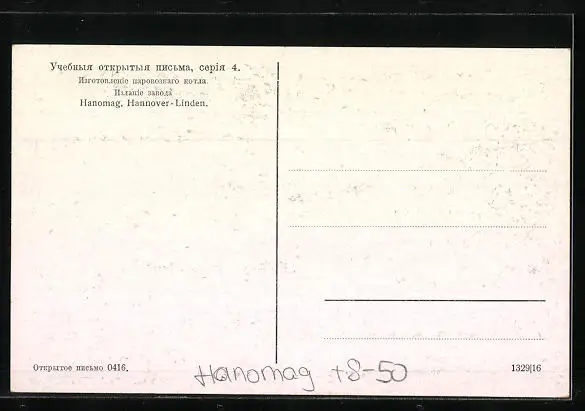 Учебныя открытыя письма, серія 4.
Изготовленіе паровознаго котла.
Изданіе завода
Hanomag, Hannover-Linden.
Открытое письмо 0416.
Hanomag +8-50
1329|16